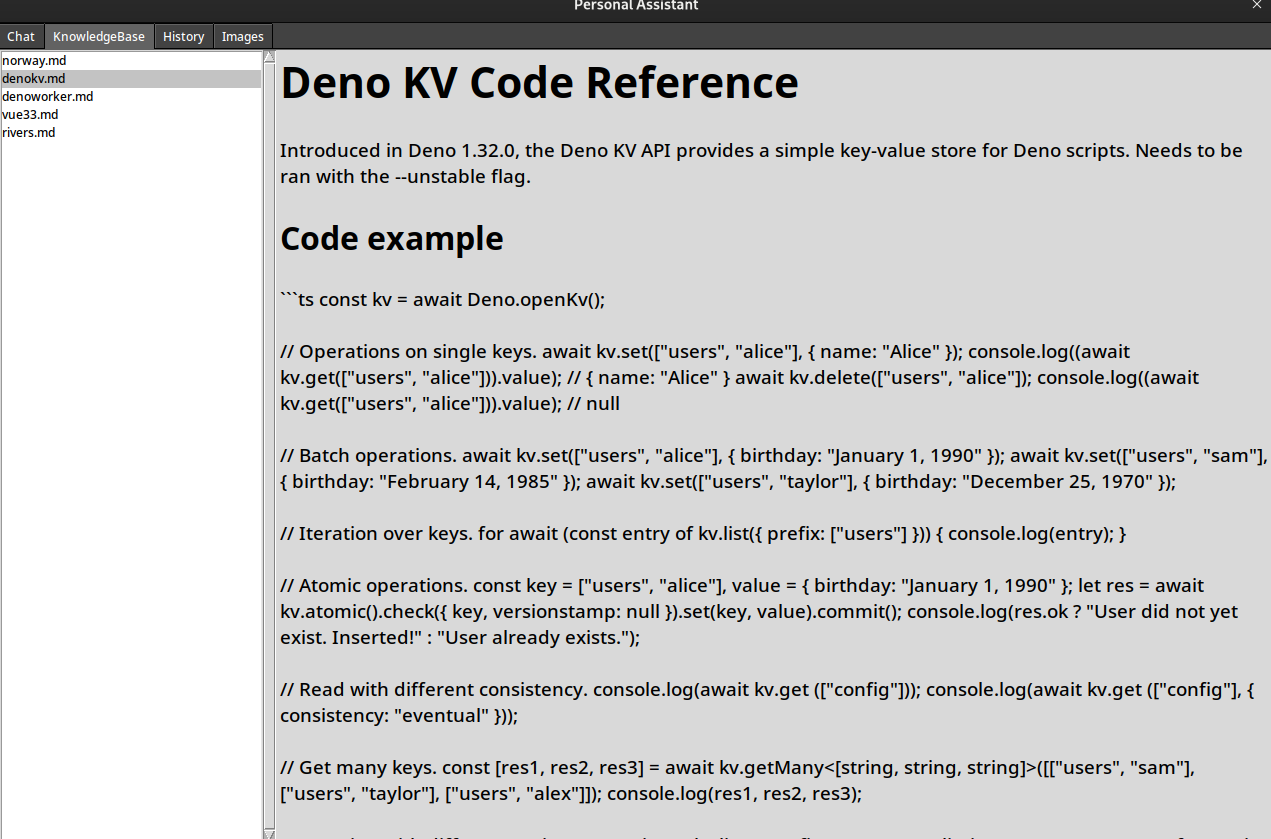 Personal Assistant
Chat
KnowledgeBase
History
Images
norway.md
denokv.md
denoworker.md
vue33.md
rivers.md
Deno KV Code Reference
Introduced in Deno 1.32.0, the Deno KV API provides a simple key-value store for Deno scripts. Needs to be
ran with the --unstable flag.
Code example
```ts const kv = await Deno.openKv();
// Operations on single keys. await kv.set(["users", "alice"], { name: "Alice" }); console.log((await
kv.get(["users", "alice"])).value); // { name: "Alice" } await kv.delete(["users", "alice"]); console.log((await
kv.get(["users", "alice"])).value); // null
// Batch operations. await kv.set(["users", "alice"], { birthday: "January 1, 1990" }); await kv.set(["users", "sam"],
{ birthday: "February 14, 1985" }); await kv.set(["users", "taylor"], { birthday: "December 25, 1970" });
// Iteration over keys. for await (const entry of kv.list({ prefix: ["users"] })) { console.log(entry); }
// Atomic operations. const key = ["users", "alice"], value = { birthday: "January 1, 1990" }; let res = await
kv.atomic().check({ key, versionstamp: null }).set(key, value).commit(); console.log(res.ok ? "User did not yet
exist. Inserted!" : "User already exists.");
// Read with different consistency. console.log(await kv.get (["config"])); console.log(await kv.get (["config"], {
consistency: "eventual" }));
// Get many keys. const [res1, res2, res3] = await kv.getMany<[string, string, string]>([["users", "sam"],
["users", "taylor"], ["users", "alex"]]); console.log(res1, res2, res3);